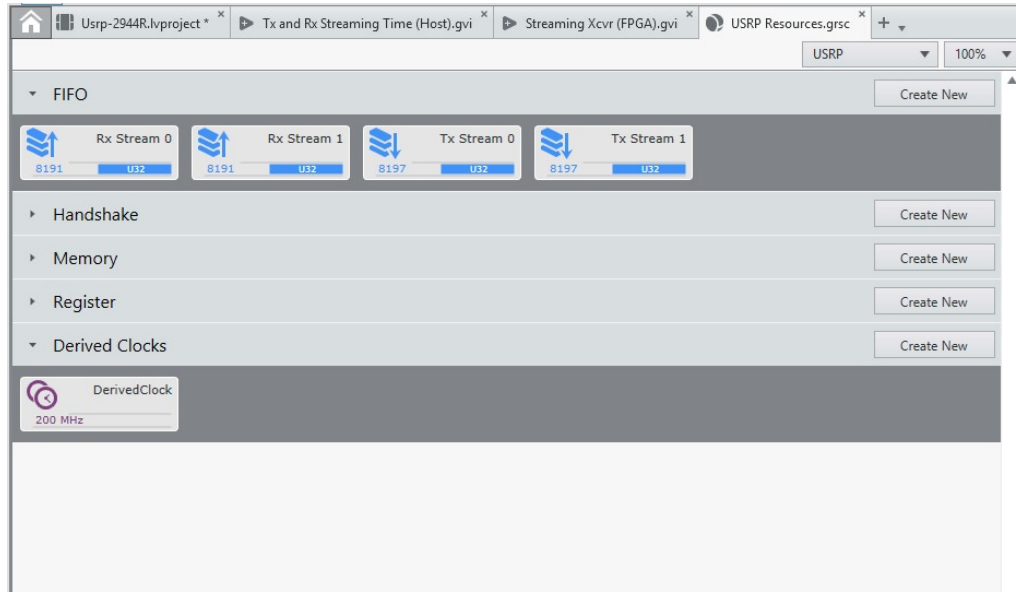 Usrp-2944R.lvproject * Tx and Rx Streaming Time (Host).gvi Streaming Xcvr (FPGA).gvi USRP Resources.grsc
USRP 100%
FIFO Create New
Rx Stream 0 Rx Stream 1 Tx Stream 0 Tx Stream 1
8191 U32 8191 U32 8197 U32 8197 U32
Handshake Create New
Memory Create New
Register Create New
Derived Clocks Create New
DerivedClock
200 MHz